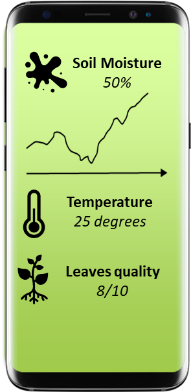 Soil Moisture
50%
Temperature
25 degrees
Leaves quality
8/10